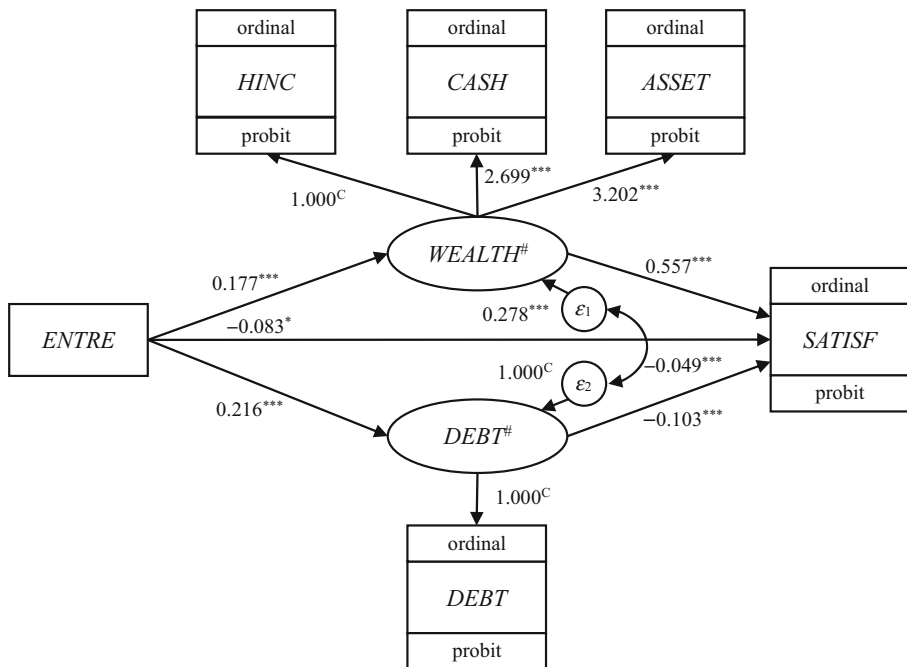 ordinal ordinal ordinal
HINC CASH ASSET
probit probit probit
1.000ᶜ 2.699*** 3.202***
WEALTH#
0.177*** 0.557***
ordinal
−0.083* 0.278*** ε₁
ENTRE SATISF
1.000ᶜ ε₂ −0.049***
probit
0.216*** −0.103***
DEBT#
1.000ᶜ
ordinal
DEBT
probit